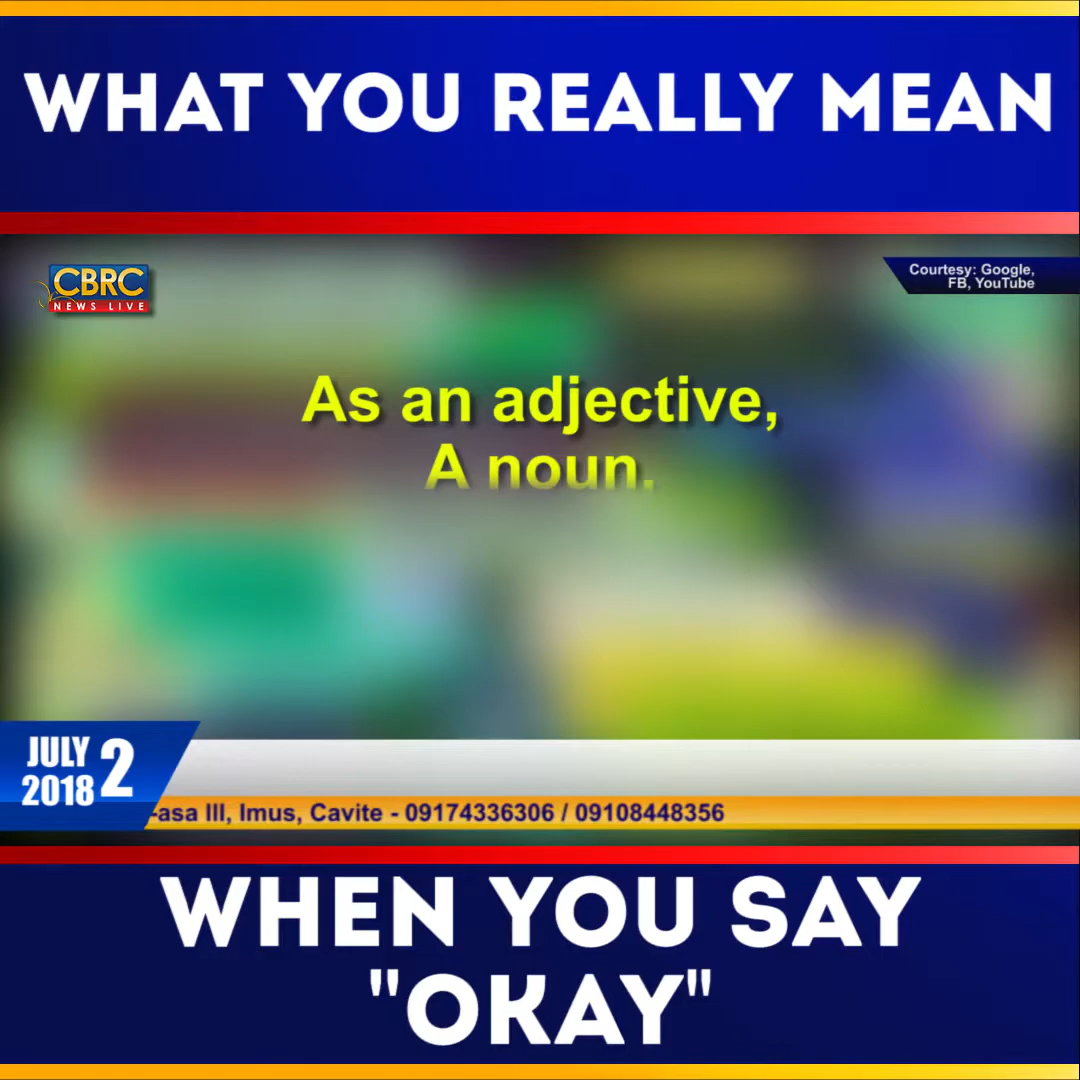 WHAT YOU REALLY MEAN
CBRC
NEWS LIVE
Courtesy: Google,
FB, YouTube
As an adjective,
A noun.
JULY 2
2018
-asa III, Imus, Cavite - 09174336306 / 09108448356
WHEN YOU SAY
"OKAY"